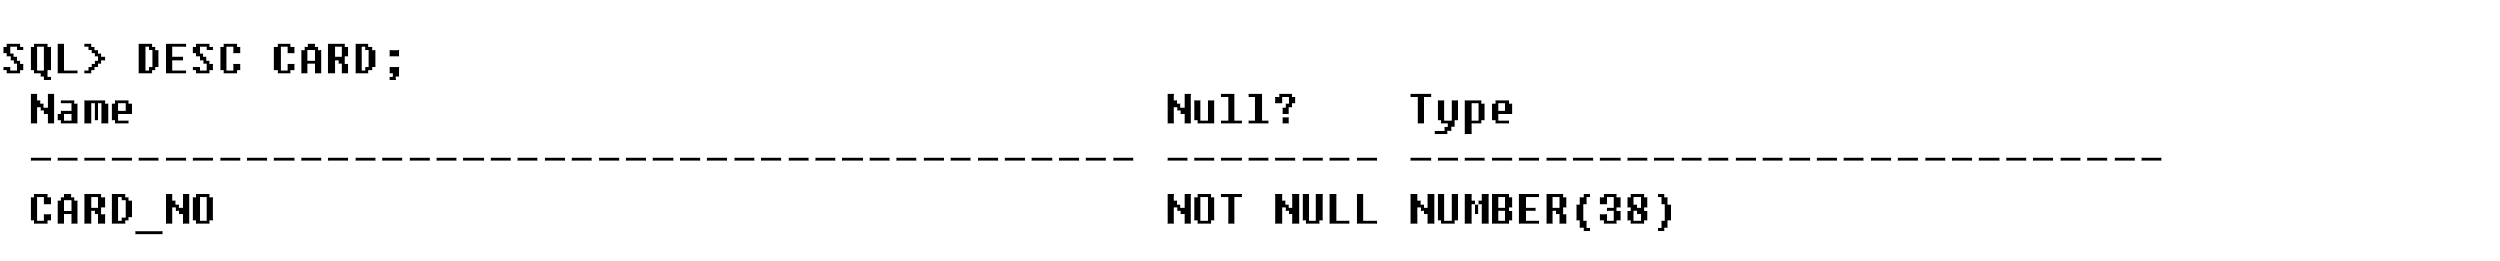 SQL> DESC CARD;
 Name                                      Null?    Type
 ----------------------------------------- -------- ----------------------------
 CARD_NO                                   NOT NULL NUMBER(38)